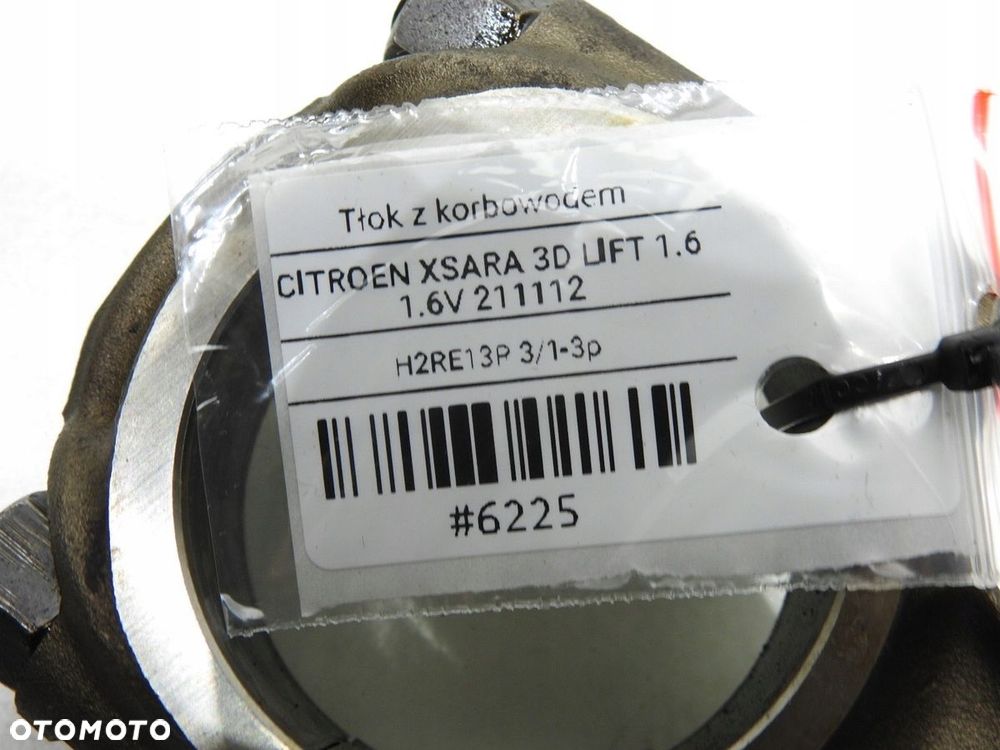 Tłok z korbowodem
CITROEN XSARA 3D LIFT 1.6
1.6V 211112
H2RE13P 3/1-3p
#6225
OTOMOTO